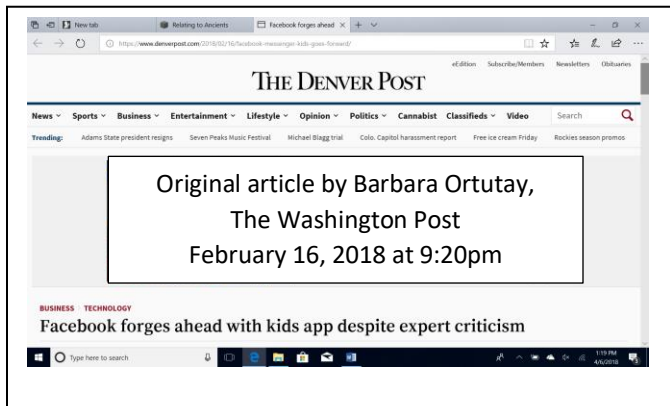 New tab
Relating to Ancients
Facebook forges ahead
https://www.denverpost.com/2018/02/16/facebook-messenger-kids-goes-forward/
eEdition Subscribe/Members Newsletters Obituaries
THE DENVER POST
News Sports Business Entertainment Lifestyle Opinion Politics Cannabist Classifieds Video Search
Trending: Adams State president resigns Seven Peaks Music Festival Michael Blagg trial Colo. Capitol harassment report Free ice cream Friday Rockies season promos
Original article by Barbara Ortutay,
The Washington Post
February 16, 2018 at 9:20pm
BUSINESS TECHNOLOGY
Facebook forges ahead with kids app despite expert criticism
Type here to search
1:19 PM
4/6/2018